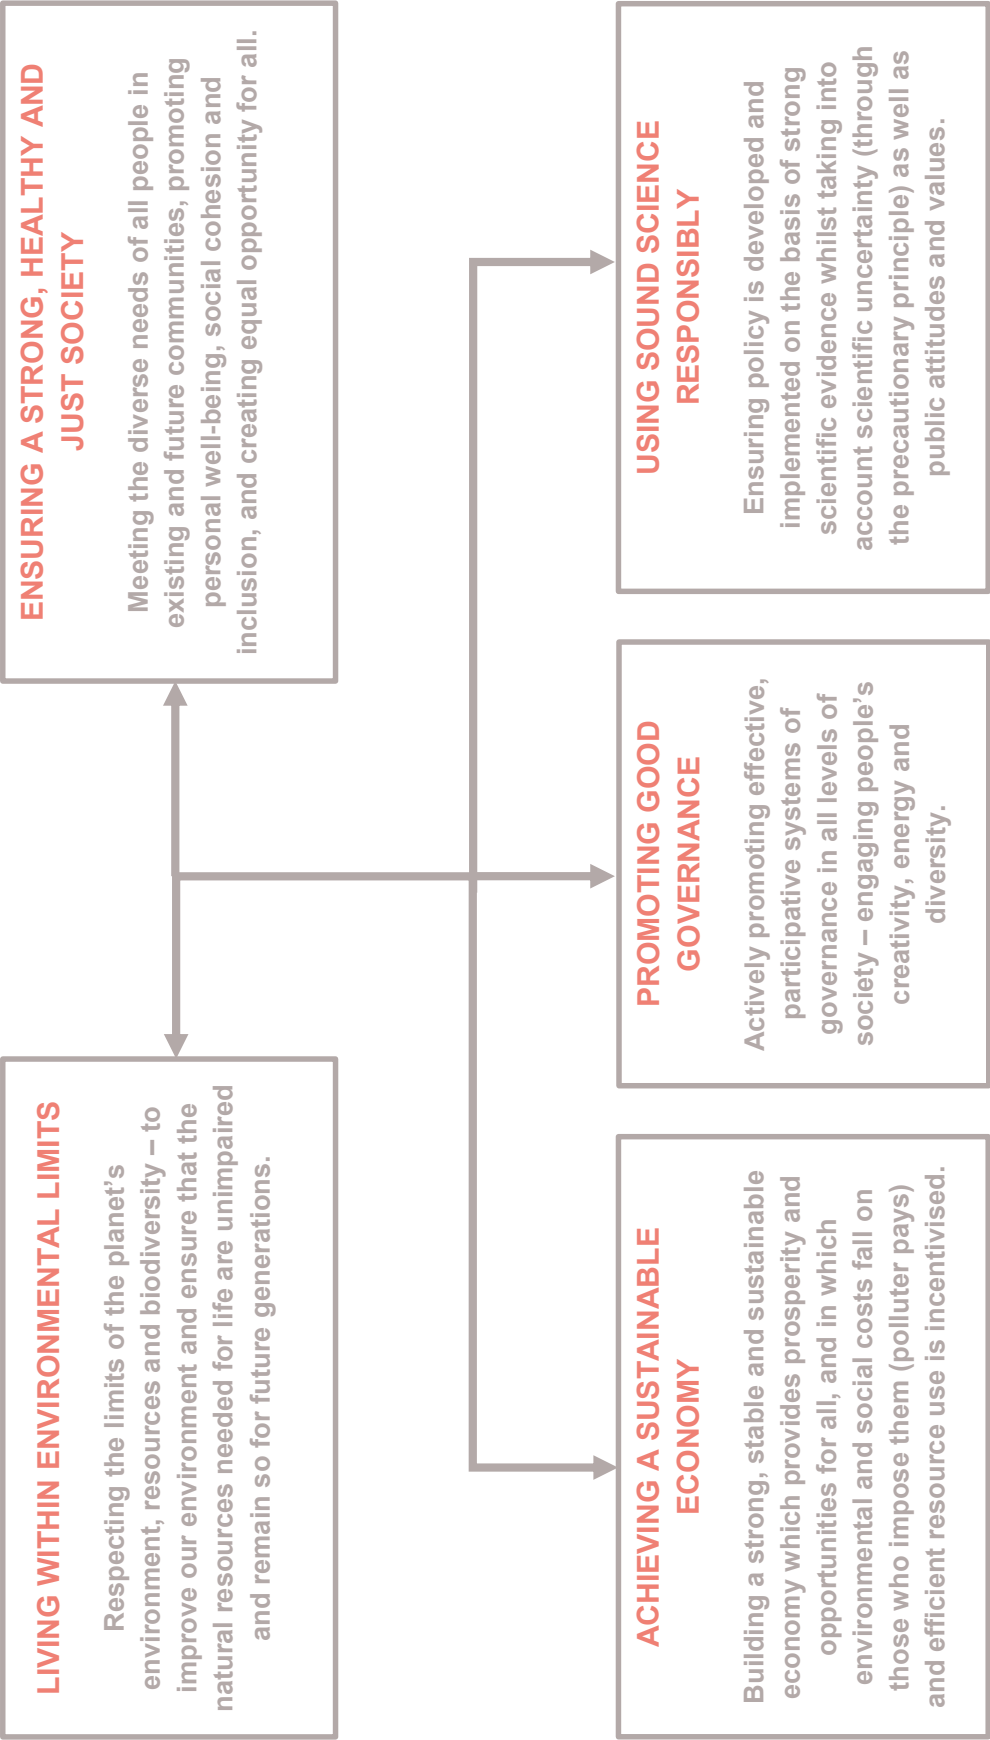 LIVING WITHIN ENVIRONMENTAL LIMITS
Respecting the limits of the planet’s
environment, resources and biodiversity – to
improve our environment and ensure that the
natural resources needed for life are unimpaired
and remain so for future generations.
ENSURING A STRONG, HEALTHY AND
JUST SOCIETY
Meeting the diverse needs of all people in
existing and future communities, promoting
personal well-being, social cohesion and
inclusion, and creating equal opportunity for all.
ACHIEVING A SUSTAINABLE
ECONOMY
Building a strong, stable and sustainable
economy which provides prosperity and
opportunities for all, and in which
environmental and social costs fall on
those who impose them (polluter pays)
and efficient resource use is incentivised.
PROMOTING GOOD
GOVERNANCE
Actively promoting effective,
participative systems of
governance in all levels of
society – engaging people’s
creativity, energy and
diversity.
USING SOUND SCIENCE
RESPONSIBLY
Ensuring policy is developed and
implemented on the basis of strong
scientific evidence whilst taking into
account scientific uncertainty (through
the precautionary principle) as well as
public attitudes and values.